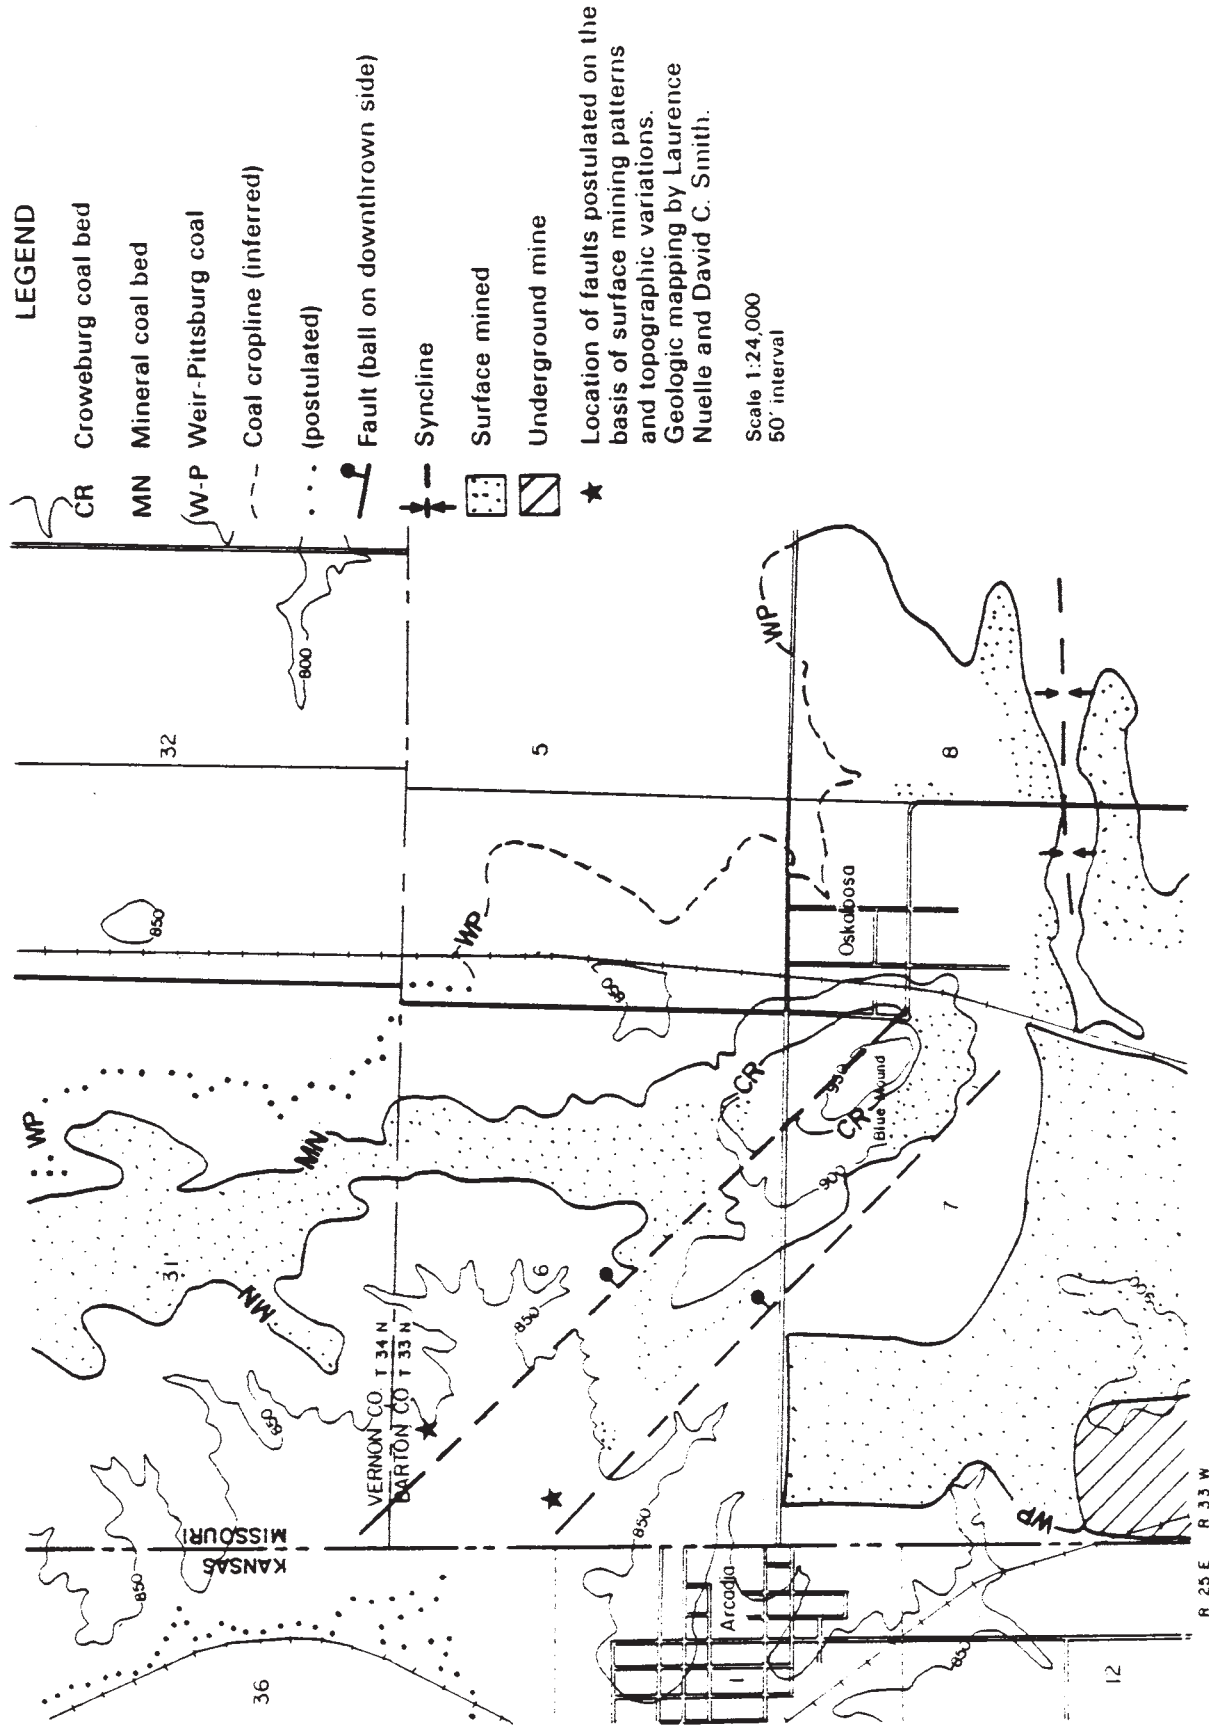 LEGEND
CR Croweburg coal bed
MN Mineral coal bed
W-P Weir-Pittsburg coal
Coal cropline (inferred)
(postulated)
Fault (ball on downthrown side)
Syncline
Surface mined
Underground mine
Location of faults postulated on the
basis of surface mining patterns
and topographic variations.
Geologic mapping by Laurence
Nuelle and David C. Smith.
Scale 1:24,000
50' interval
KANSAS
MISSOURI
850
850
36
31
32
WP
MN
MN
850
800
VERNON CO. T 34 N
BARTON CO. T 33 N
WP
6
5
850
850
Arcadia
1
CR
CR
950
Blue Mound
900
Oskaloosa
WP
7
8
WP
850
12
R 25 E
R 33 W